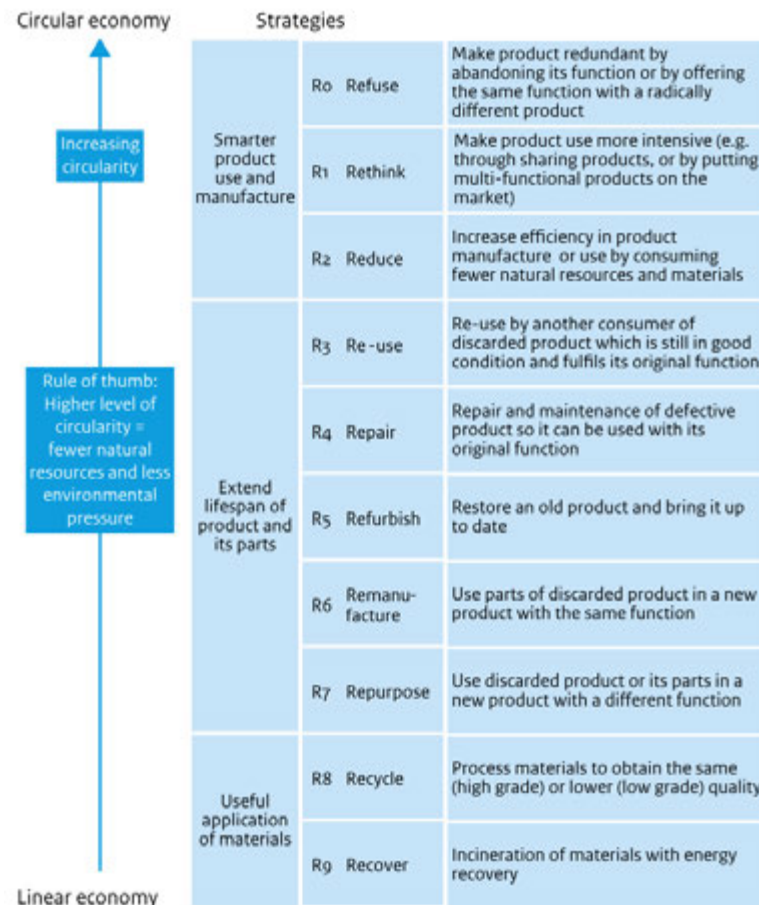 Circular economy
Strategies
Increasing
circularity
Rule of thumb:
Higher level of
circularity =
fewer natural
resources and less
environmental
pressure
Linear economy
Smarter
product
use and
manufacture
R0 Refuse
Make product redundant by
abandoning its function or by offering
the same function with a radically
different product
R1 Rethink
Make product use more intensive (e.g.
through sharing products, or by putting
multi-functional products on the
market)
R2 Reduce
Increase efficiency in product
manufacture or use by consuming
fewer natural resources and materials
Extend
lifespan of
product and
its parts
R3 Re-use
Re-use by another consumer of
discarded product which is still in good
condition and fulfils its original function
R4 Repair
Repair and maintenance of defective
product so it can be used with its
original function
R5 Refurbish
Restore an old product and bring it up
to date
R6 Remanu-
facture
Use parts of discarded product in a new
product with the same function
R7 Repurpose
Use discarded product or its parts in a
new product with a different function
Useful
application
of materials
R8 Recycle
Process materials to obtain the same
(high grade) or lower (low grade) quality
R9 Recover
Incineration of materials with energy
recovery